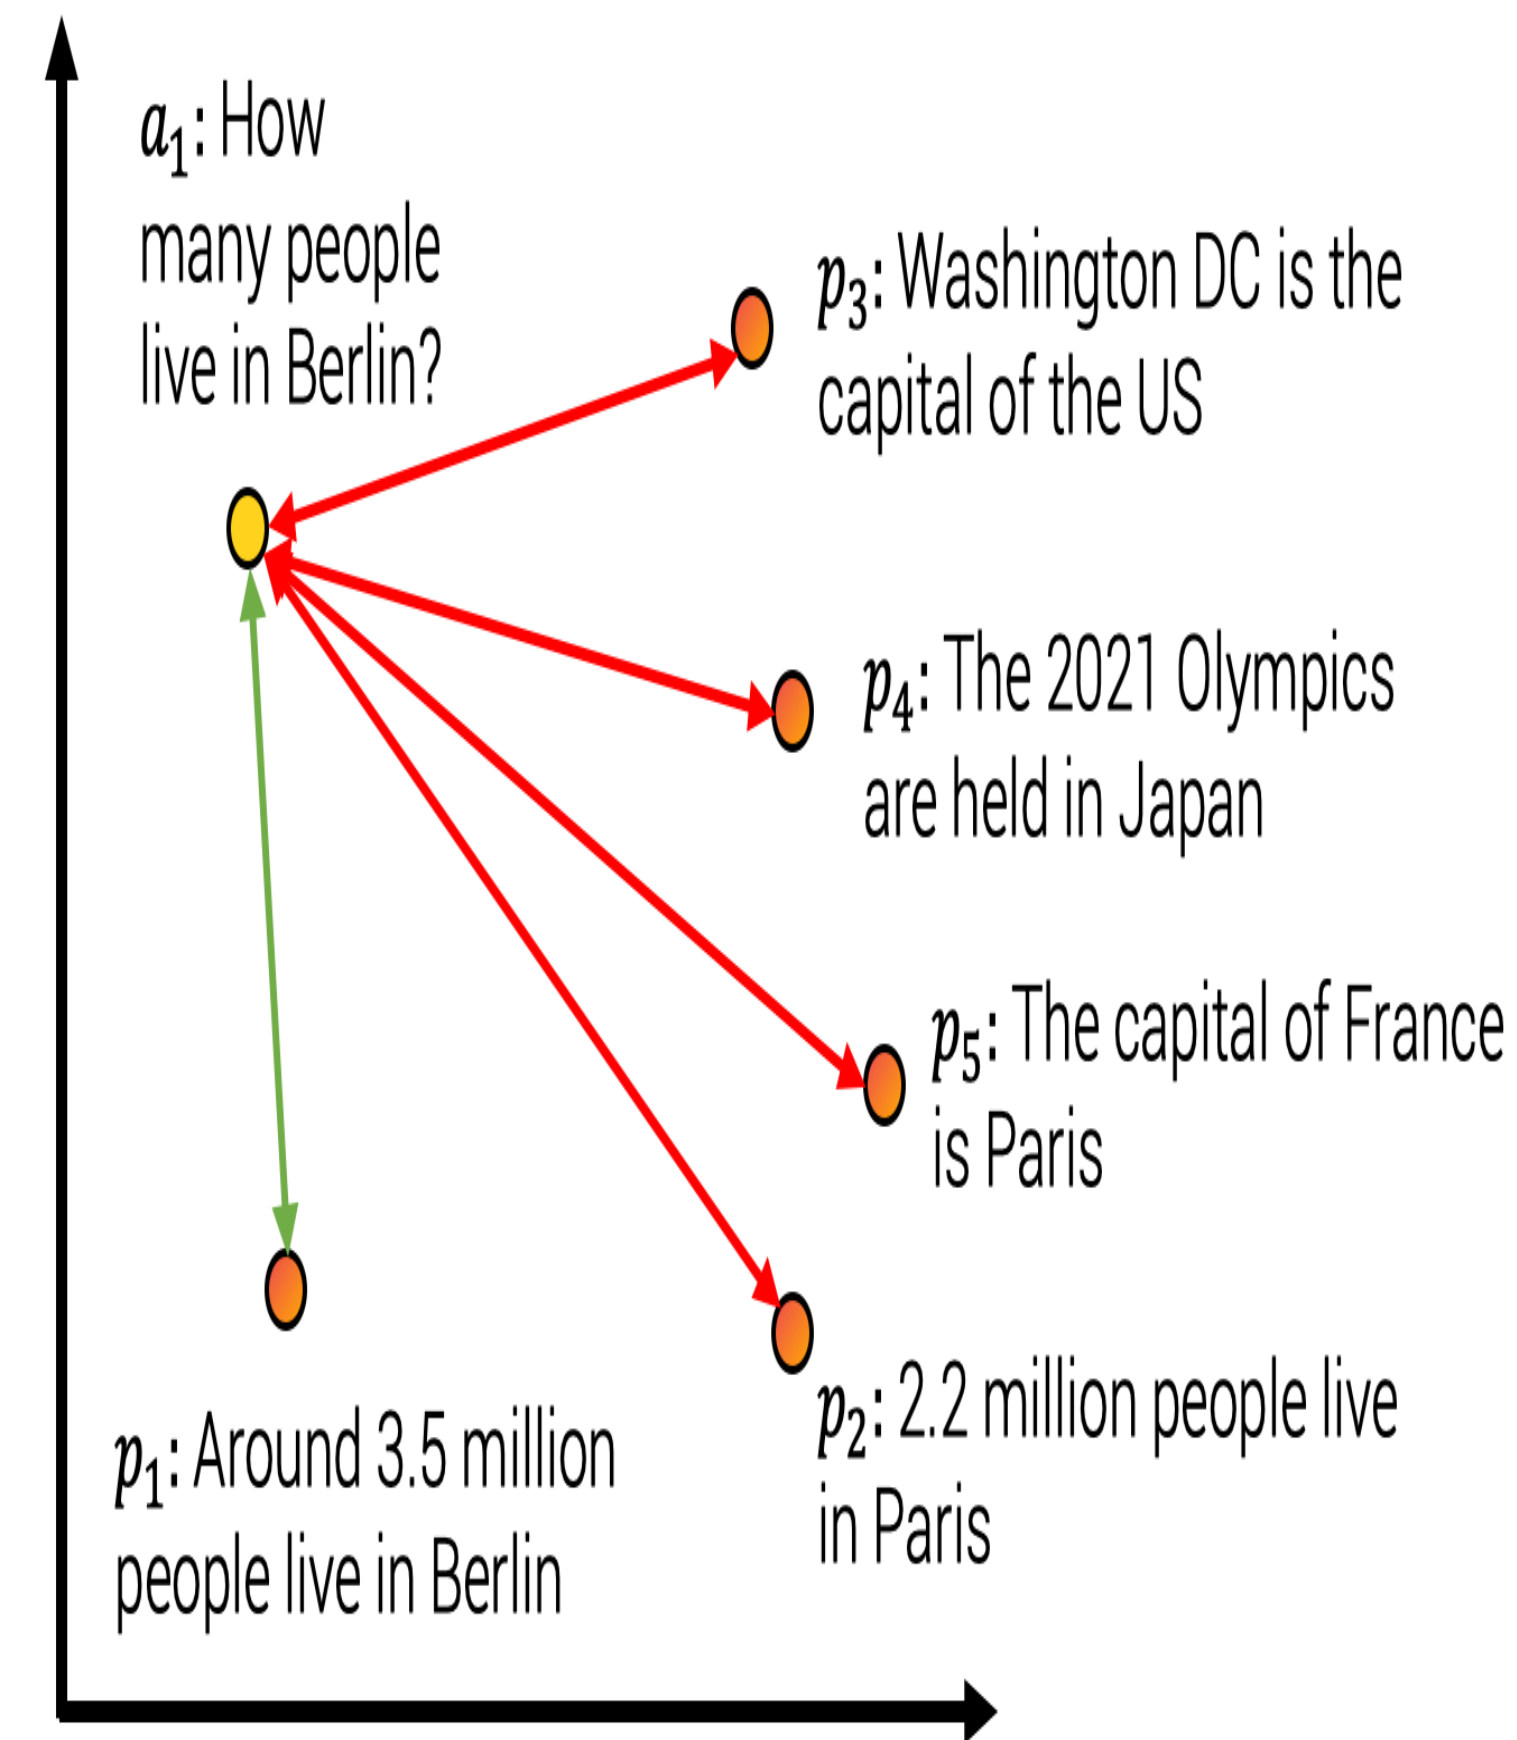 a₁: How
many people
live in Berlin?
p₃: Washington DC is the
capital of the US
p₄: The 2021 Olympics
are held in Japan
p₅: The capital of France
is Paris
p₂: 2.2 million people live
in Paris
p₁: Around 3.5 million
people live in Berlin